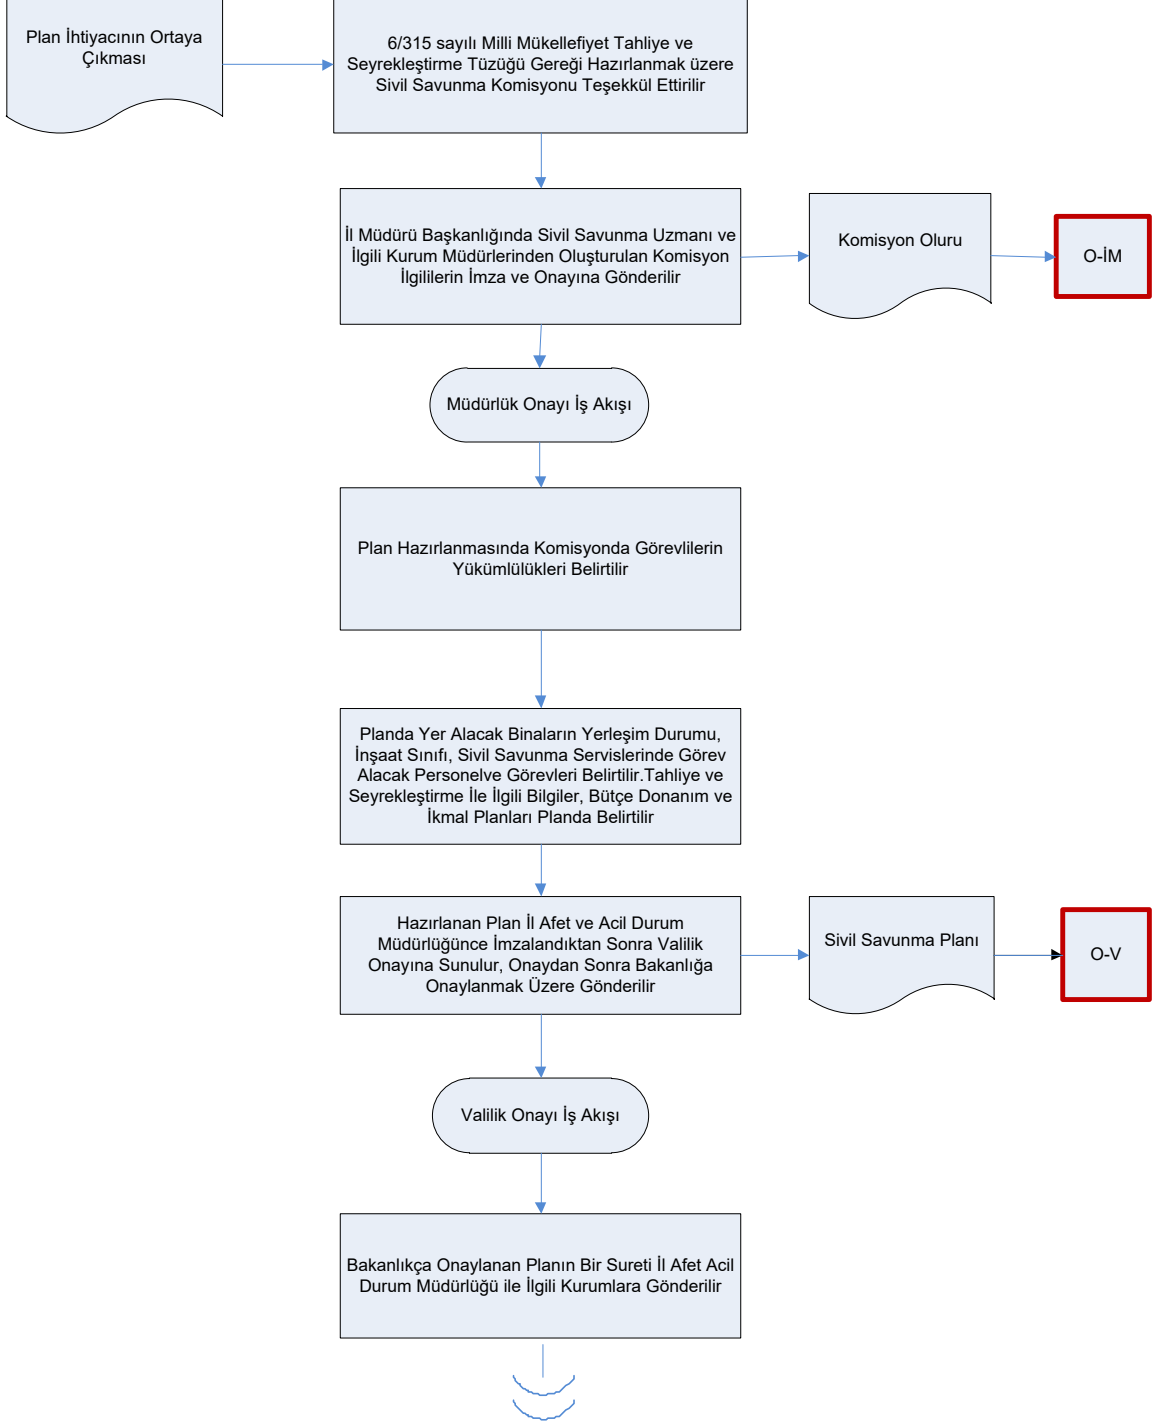 Plan İhtiyacının Ortaya
Çıkması
6/315 sayılı Milli Mükellefiyet Tahliye ve
Seyrekleştirme Tüzüğü Gereği Hazırlanmak üzere
Sivil Savunma Komisyonu Teşekkül Ettirilir
İl Müdürü Başkanlığında Sivil Savunma Uzmanı ve
İlgili Kurum Müdürlerinden Oluşturulan Komisyon
İlgililerin İmza ve Onayına Gönderilir
Komisyon Oluru
O-İM
Müdürlük Onayı İş Akışı
Plan Hazırlanmasında Komisyonda Görevlilerin
Yükümlülükleri Belirtilir
Planda Yer Alacak Binaların Yerleşim Durumu,
İnşaat Sınıfı, Sivil Savunma Servislerinde Görev
Alacak Personelve Görevleri Belirtilir.Tahliye ve
Seyrekleştirme İle İlgili Bilgiler, Bütçe Donanım ve
İkmal Planları Planda Belirtilir
Hazırlanan Plan İl Afet ve Acil Durum
Müdürlüğünce İmzalandıktan Sonra Valilik
Onayına Sunulur, Onaydan Sonra Bakanlığa
Onaylanmak Üzere Gönderilir
Sivil Savunma Planı
O-V
Valilik Onayı İş Akışı
Bakanlıkça Onaylanan Planın Bir Sureti İl Afet Acil
Durum Müdürlüğü ile İlgili Kurumlara Gönderilir